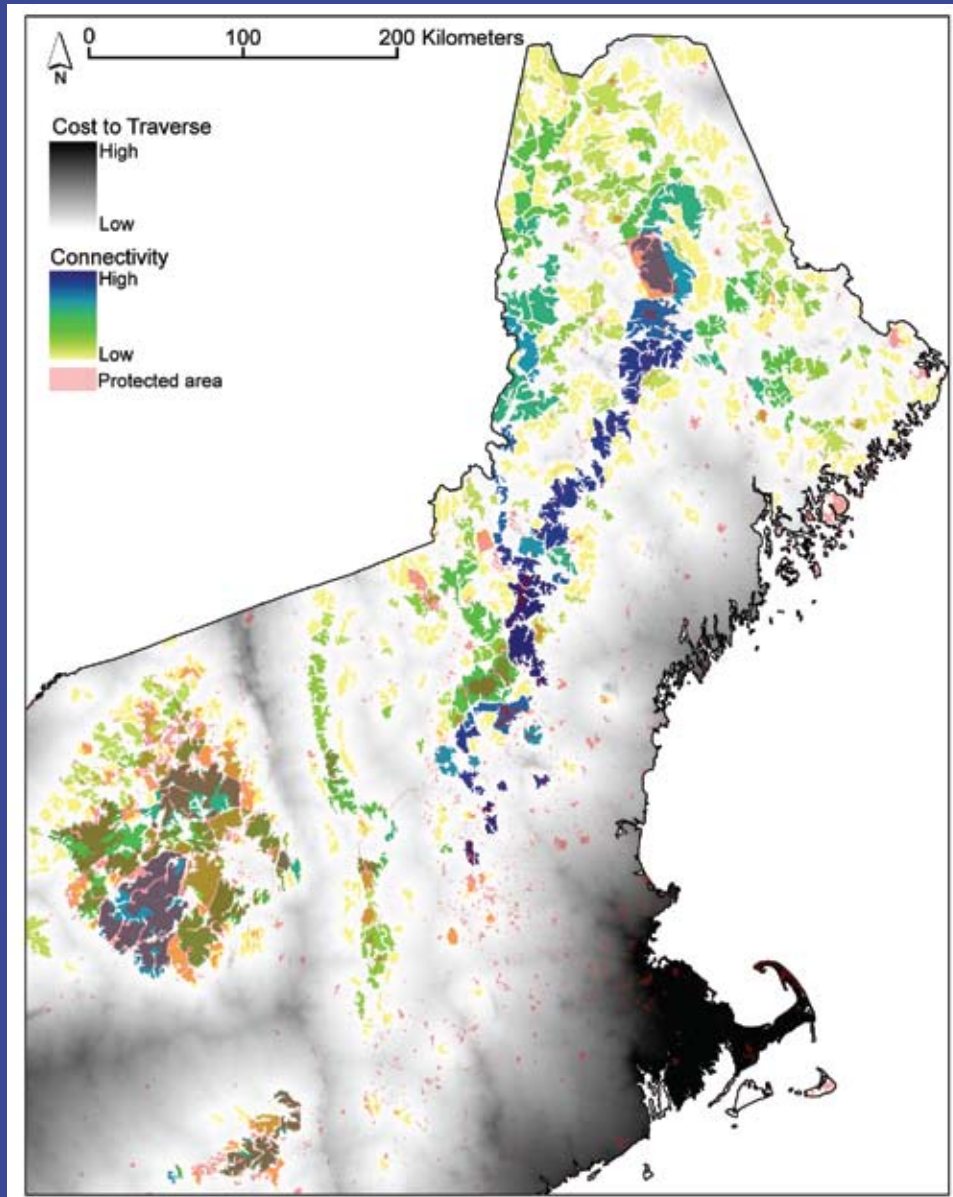 0 100 200 Kilometers
N
Cost to Traverse
High
Low
Connectivity
High
Low
Protected area